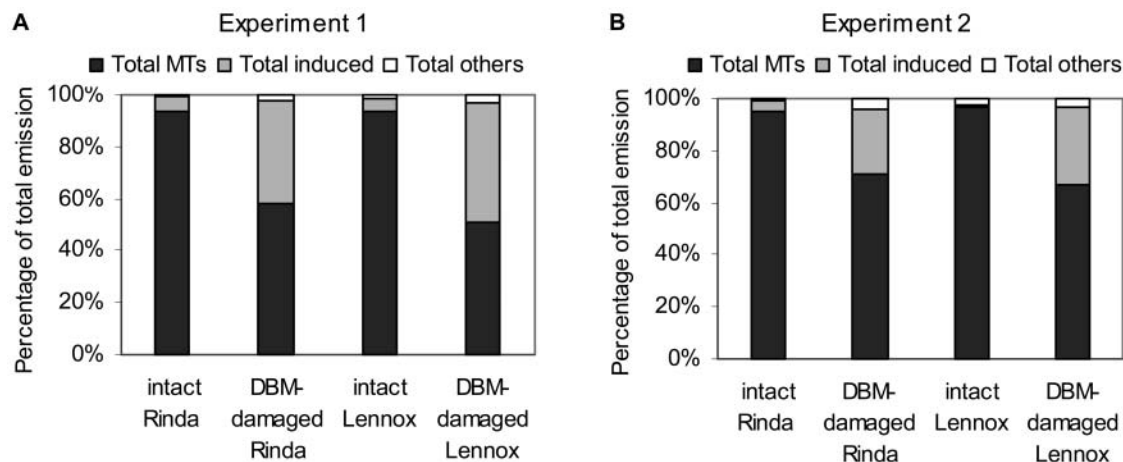 A
Experiment 1
Total MTs Total induced Total others
Percentage of total emission
100%
80%
60%
40%
20%
0%
intact Rinda
DBM-damaged Rinda
intact Lennox
DBM-damaged Lennox
B
Experiment 2
Total MTs Total induced Total others
Percentage of total emission
100%
80%
60%
40%
20%
0%
intact Rinda
DBM-damaged Rinda
intact Lennox
DBM-damaged Lennox